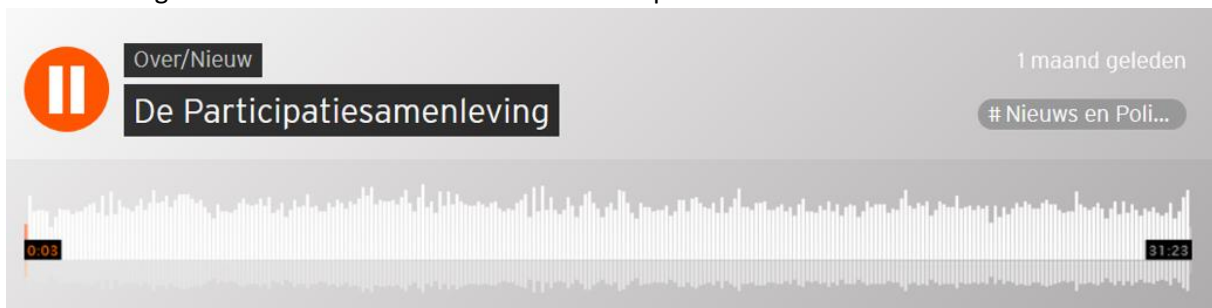 Over/Nieuw
1 maand geleden
De Participatiesamenleving
# Nieuws en Poli...
0:03
31:23